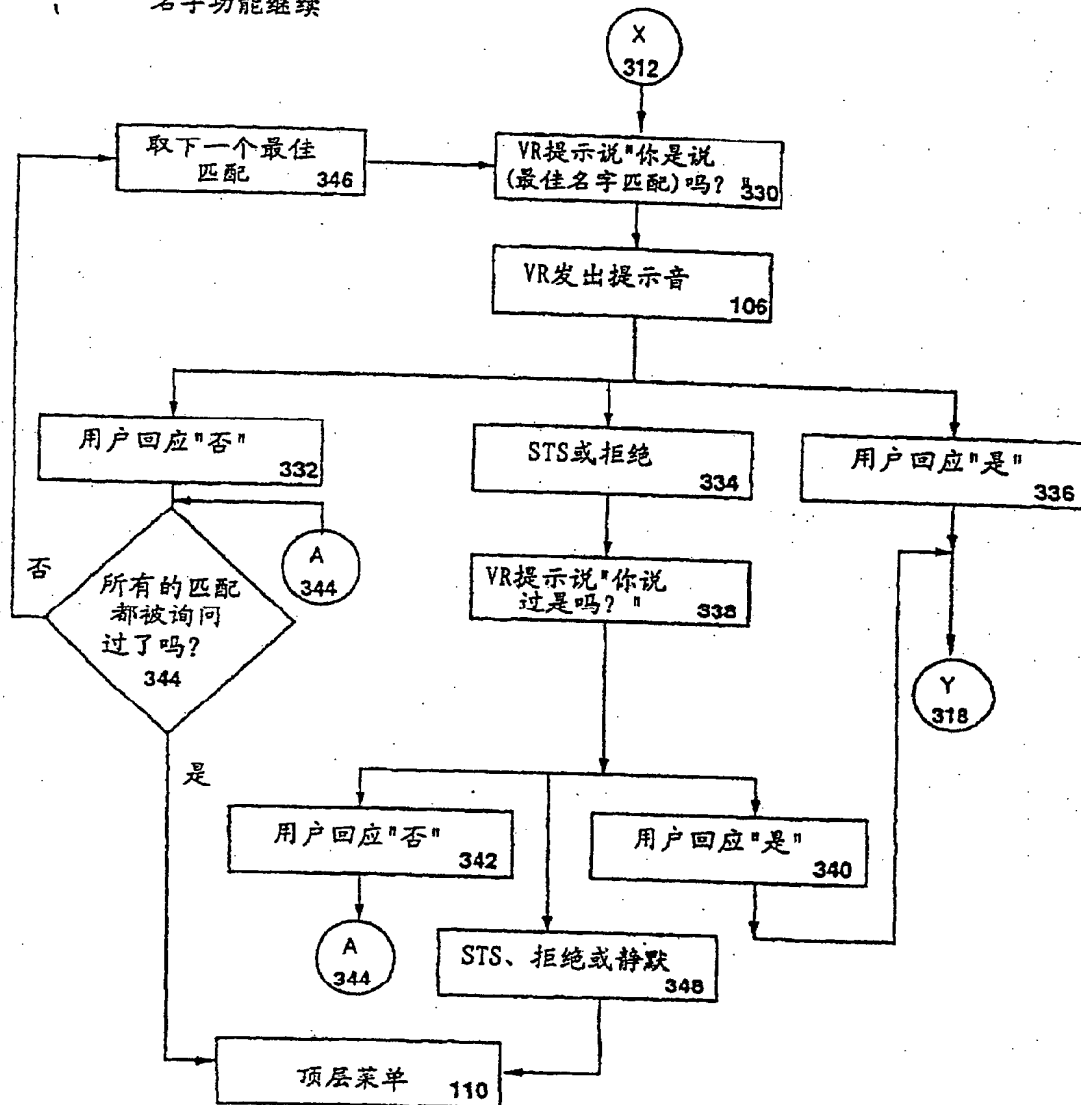 名字功能继续
X
312
取下一个最佳
匹配 346
VR提示说"你是说
(最佳名字匹配)吗?" 330
VR发出提示音
106
用户回应"否"
332
STS或拒绝
334
用户回应"是"
336
A
344
否
所有的匹配
都被询问
过了吗?
344
VR提示说"你说
过是吗?" 338
Y
318
是
用户回应"否"
342
用户回应"是"
340
A
344
STS、拒绝或静默
348
顶层菜单
110